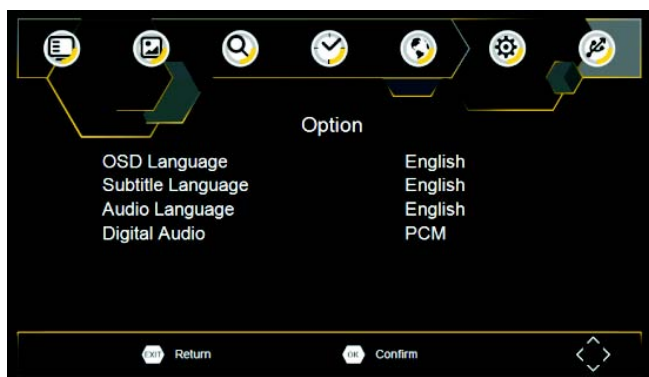 Option
OSD Language English
Subtitle Language English
Audio Language English
Digital Audio PCM
EXIT Return OK Confirm